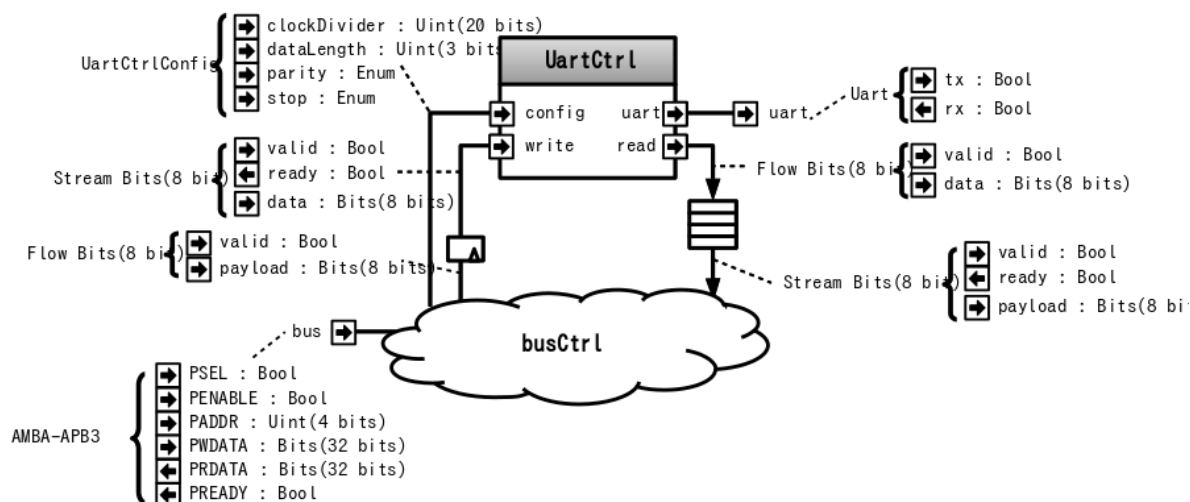 clockDivider : Uint(20 bits)
dataLength : Uint(3 bits
UartCtrlConfig
parity : Enum
stop : Enum
UartCtrl
config
uart
write
read
uart
Uart
tx : Bool
rx : Bool
valid : Bool
Stream Bits(8 bit)
ready : Bool
data : Bits(8 bits)
Flow Bits(8 bit)
valid : Bool
data : Bits(8 bits)
Flow Bits(8 bit)
valid : Bool
payload : Bits(8 bits)
Stream Bits(8 bit)
valid : Bool
ready : Bool
payload : Bits(8 bit
bus
busCtrl
AMBA-APB3
PSEL : Bool
PENABLE : Bool
PADDR : Uint(4 bits)
PWDATA : Bits(32 bits)
PRDATA : Bits(32 bits)
PREADY : Bool